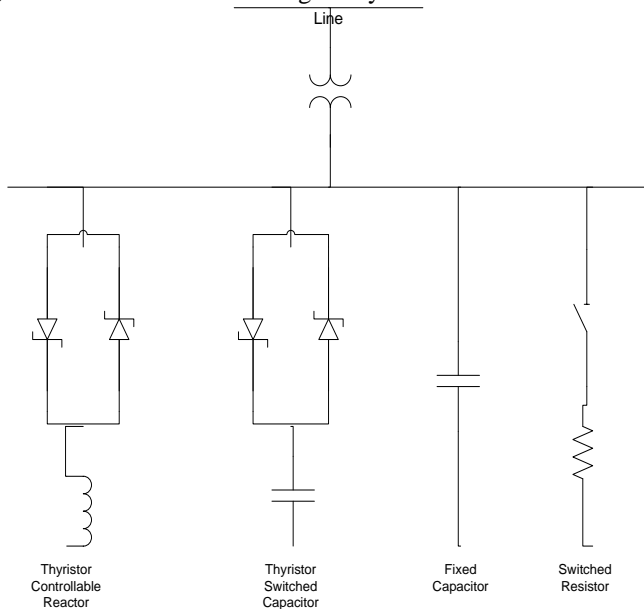 Line
Thyristor
Controllable
Reactor
Thyristor
Switched
Capacitor
Fixed
Capacitor
Switched
Resistor